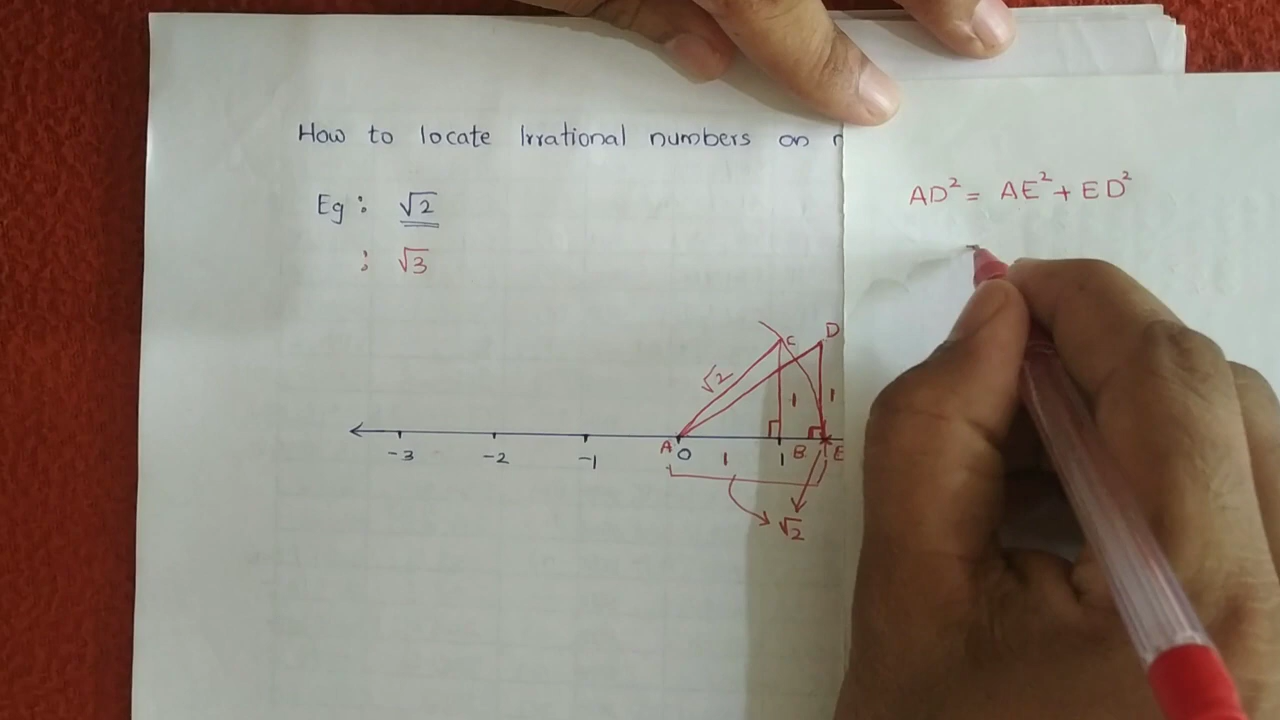 How to locate Irrational numbers on
Eg : √2
: √3
AD² = AE² + ED²
C D
√2 1 1
A 0 1 1 B E
-3 -2 -1
√2